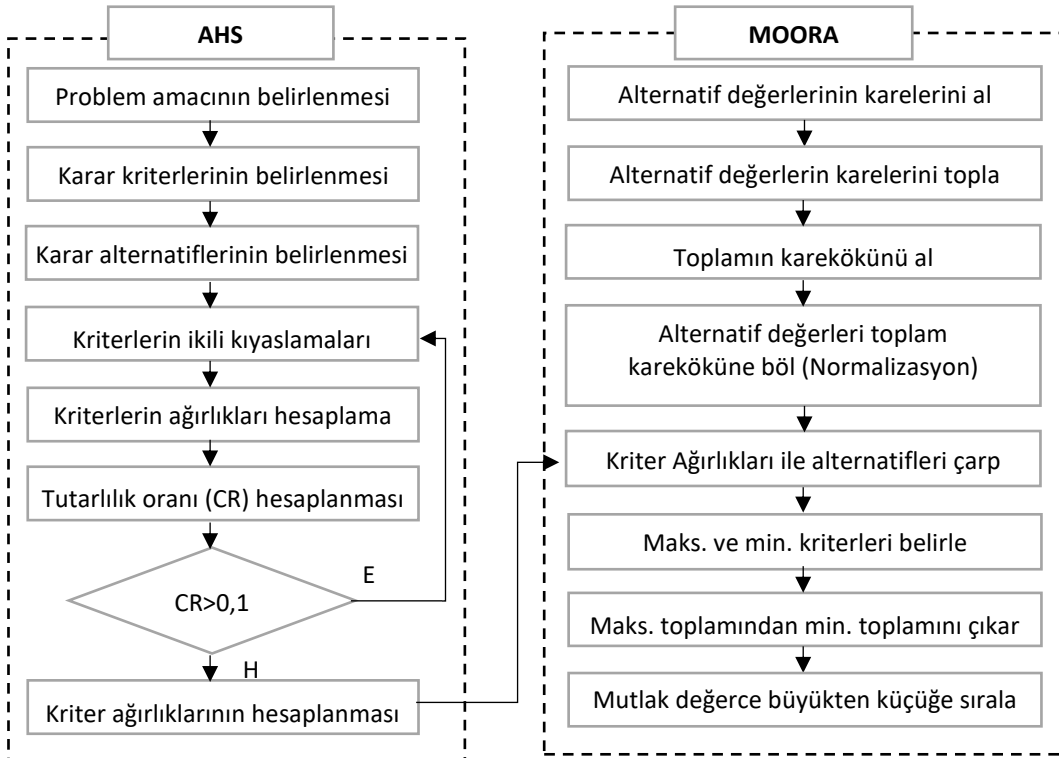 AHS
Problem amacının belirlenmesi
Karar kriterlerinin belirlenmesi
Karar alternatiflerinin belirlenmesi
Kriterlerin ikili kıyaslamaları
Kriterlerin ağırlıkları hesaplama
Tutarlılık oranı (CR) hesaplanması
E
CR>0,1
H
Kriter ağırlıklarının hesaplanması
MOORA
Alternatif değerlerinin karelerini al
Alternatif değerlerin karelerini topla
Toplamın karekökünü al
Alternatif değerleri toplam
kareköküne böl (Normalizasyon)
Kriter Ağırlıkları ile alternatifleri çarp
Maks. ve min. kriterleri belirle
Maks. toplamından min. toplamını çıkar
Mutlak değerce büyükten küçüğe sırala